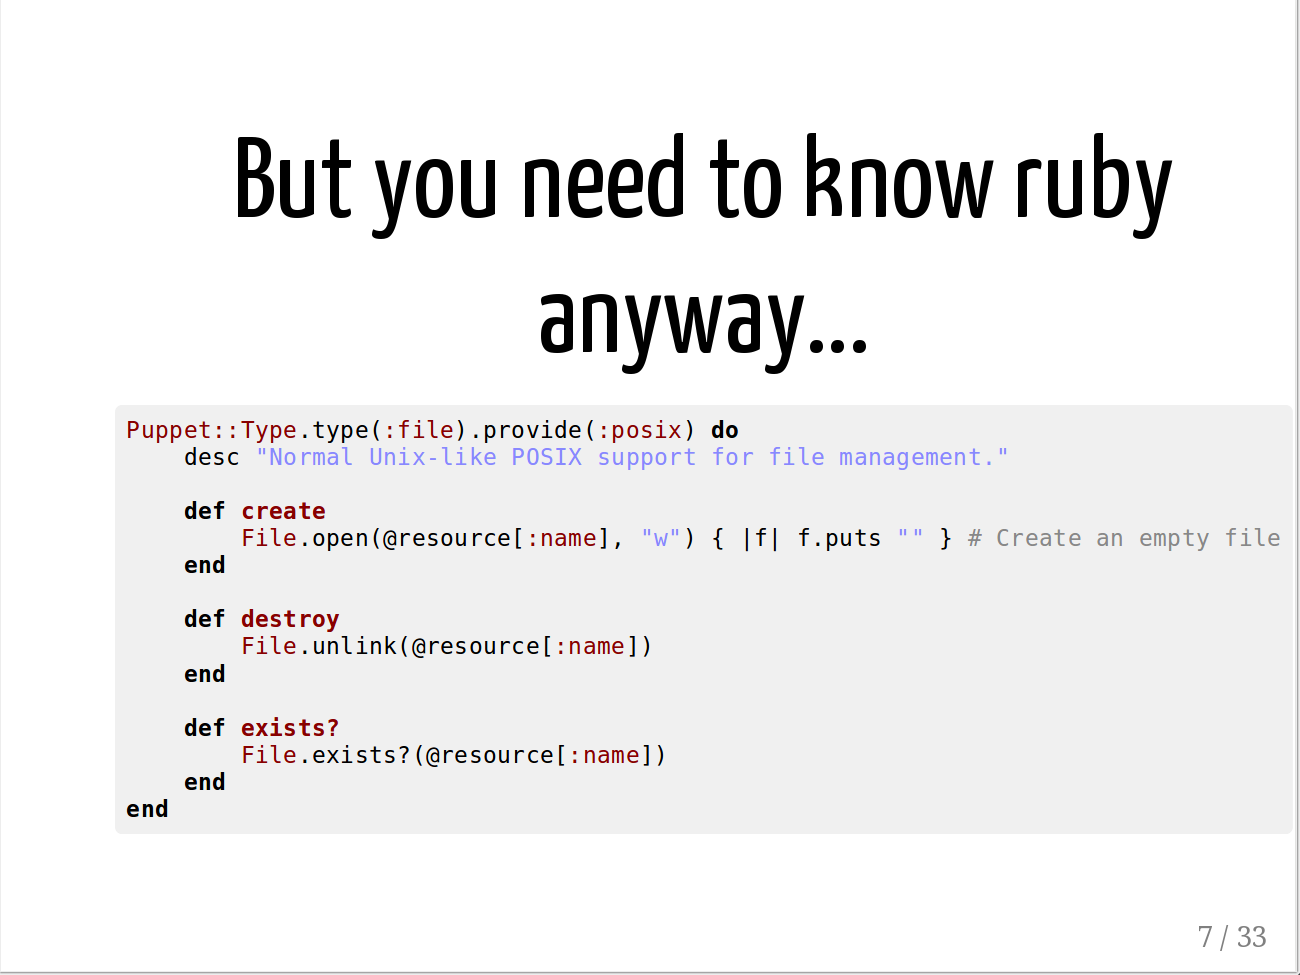 But you need to know ruby
anyway...
Puppet::Type.type(:file).provide(:posix) do
    desc "Normal Unix-like POSIX support for file management."

    def create
        File.open(@resource[:name], "w") { |f| f.puts "" } # Create an empty file
    end

    def destroy
        File.unlink(@resource[:name])
    end

    def exists?
        File.exists?(@resource[:name])
    end
end
7 / 33